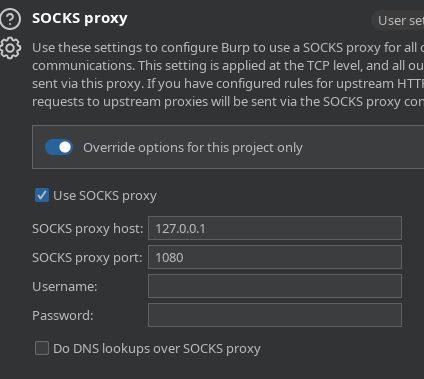 SOCKS proxy
User set
Use these settings to configure Burp to use a SOCKS proxy for all
communications. This setting is applied at the TCP level, and all ou
sent via this proxy. If you have configured rules for upstream HTT
requests to upstream proxies will be sent via the SOCKS proxy con
Override options for this project only
Use SOCKS proxy
SOCKS proxy host: 127.0.0.1
SOCKS proxy port: 1080
Username:
Password:
Do DNS lookups over SOCKS proxy